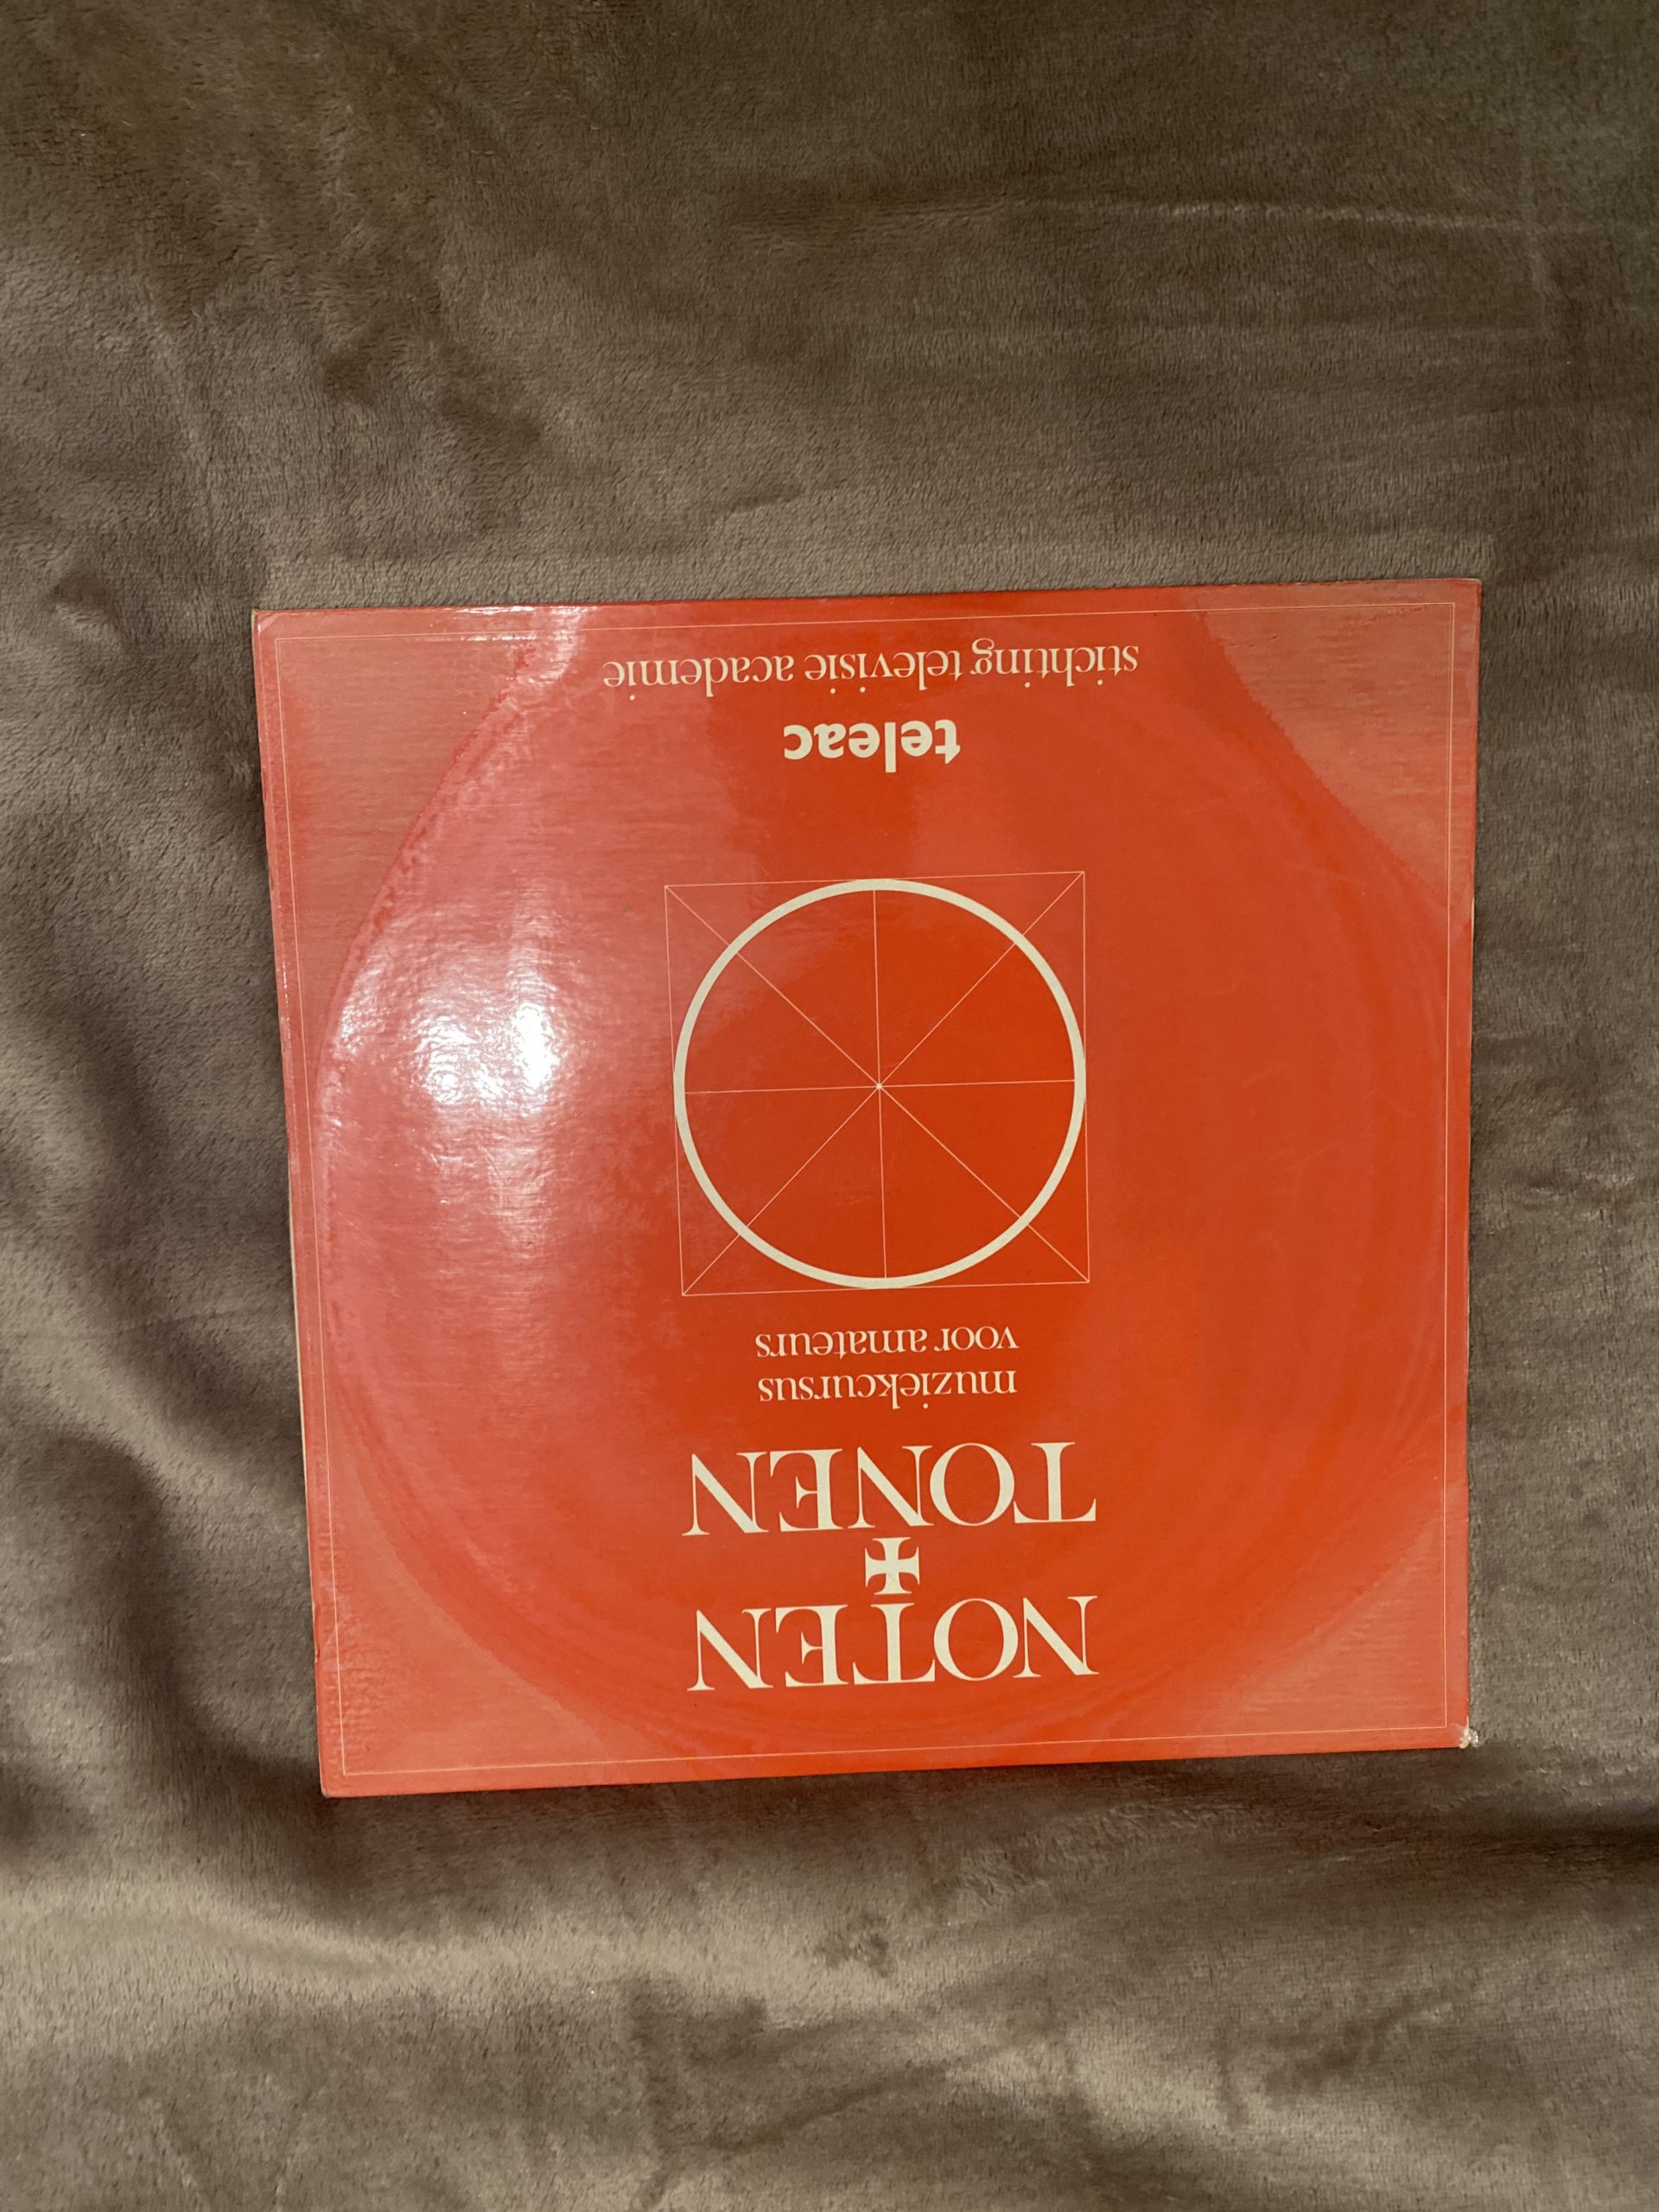 NOTEN
+
TONEN
muziekcursus
voor amateurs
teleac
stichting televisie academie